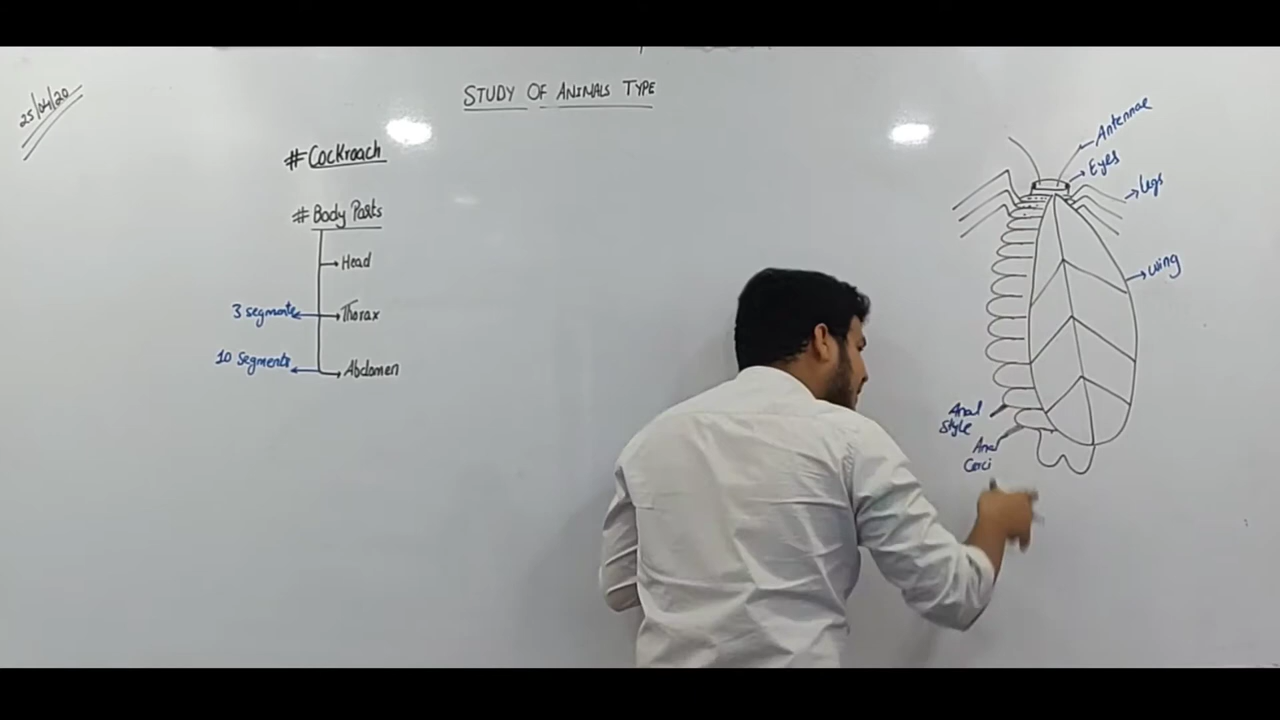 25/04/20
STUDY OF ANIMALS TYPE
#Cockroach
#Body Parts
Head
3 segments
Thorax
10 Segments
Abdomen
Antennae
Eyes
Legs
Wing
Anal
Style
Anal
Cerci